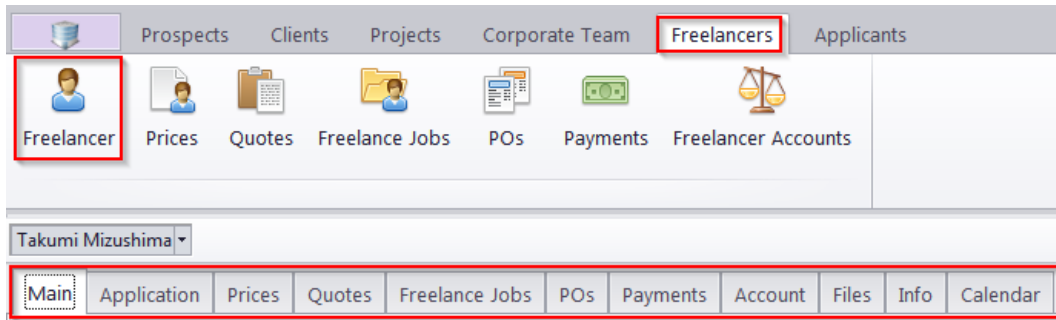 Prospects Clients Projects Corporate Team Freelancers Applicants
Freelancer Prices Quotes Freelance Jobs POs Payments Freelancer Accounts
Takumi Mizushima
Main Application Prices Quotes Freelance Jobs POs Payments Account Files Info Calendar